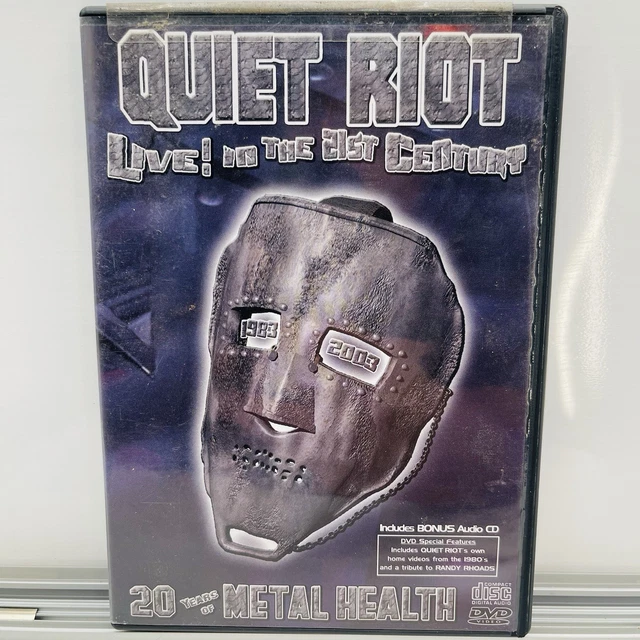 QUIET RIOT
LIVE! IN THE 21ST CENTURY
1983
2003
Includes BONUS Audio CD
DVD Special Features
Includes QUIET RIOT's own
home videos from the 1980's
and a tribute to RANDY RHOADS
20 YEARS OF METAL HEALTH
COMPACT
disc
DIGITAL AUDIO
DVD
VIDEO